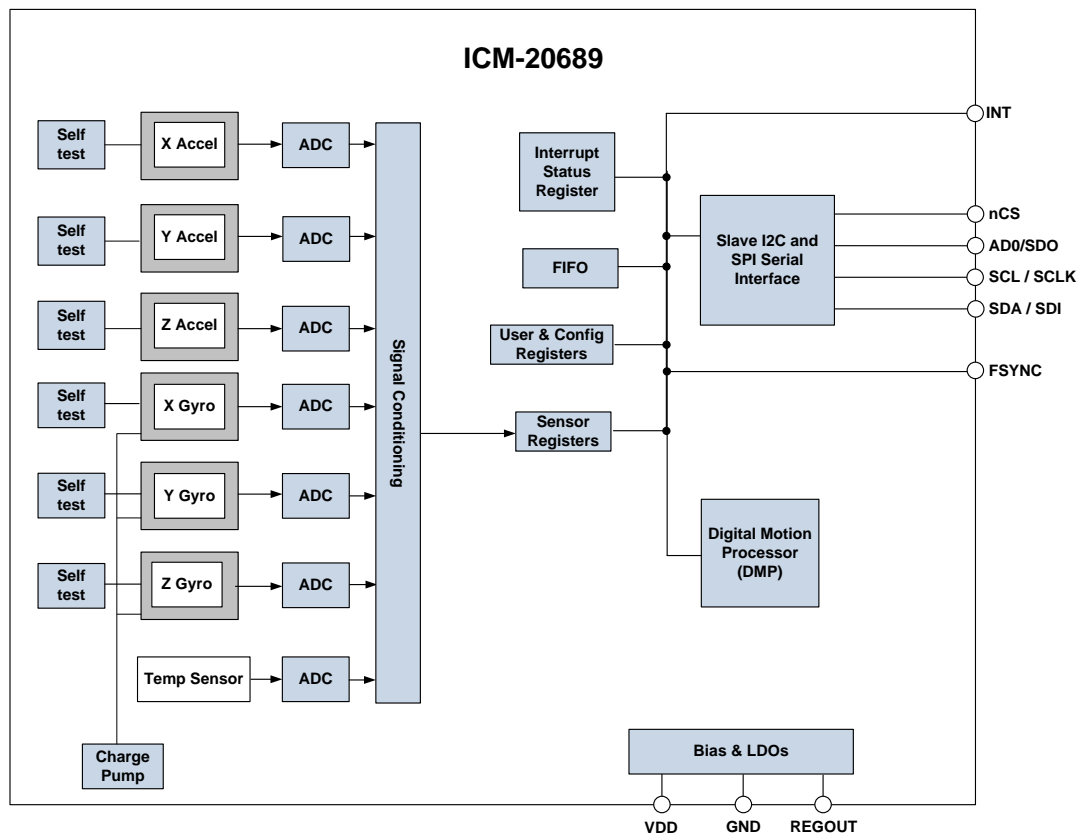 ICM-20689
Self
test
X Accel
ADC
Self
test
Y Accel
ADC
Self
test
Z Accel
ADC
Self
test
X Gyro
ADC
Self
test
Y Gyro
ADC
Self
test
Z Gyro
ADC
Temp Sensor
ADC
Charge
Pump
Signal Conditioning
Interrupt
Status
Register
FIFO
User & Config
Registers
Sensor
Registers
Slave I2C and
SPI Serial
Interface
Digital Motion
Processor
(DMP)
Bias & LDOs
INT
nCS
AD0/SDO
SCL / SCLK
SDA / SDI
FSYNC
VDD
GND
REGOUT